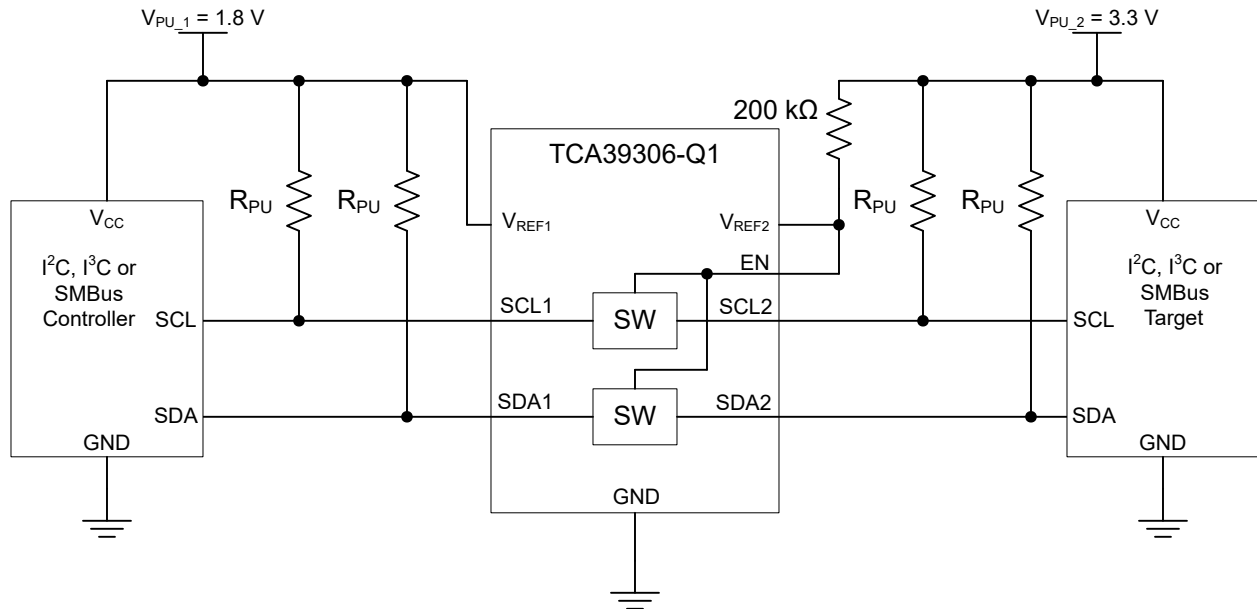 V_PU_1 = 1.8 V
V_PU_2 = 3.3 V
200 kΩ
TCA39306-Q1
R_PU
R_PU
R_PU
R_PU
V_CC
I²C, I³C or
SMBus
Controller
SCL
SDA
GND
V_REF1
V_REF2
EN
SCL1
SW
SCL2
SDA1
SW
SDA2
GND
V_CC
I²C, I³C or
SMBus
Target
SCL
SDA
GND